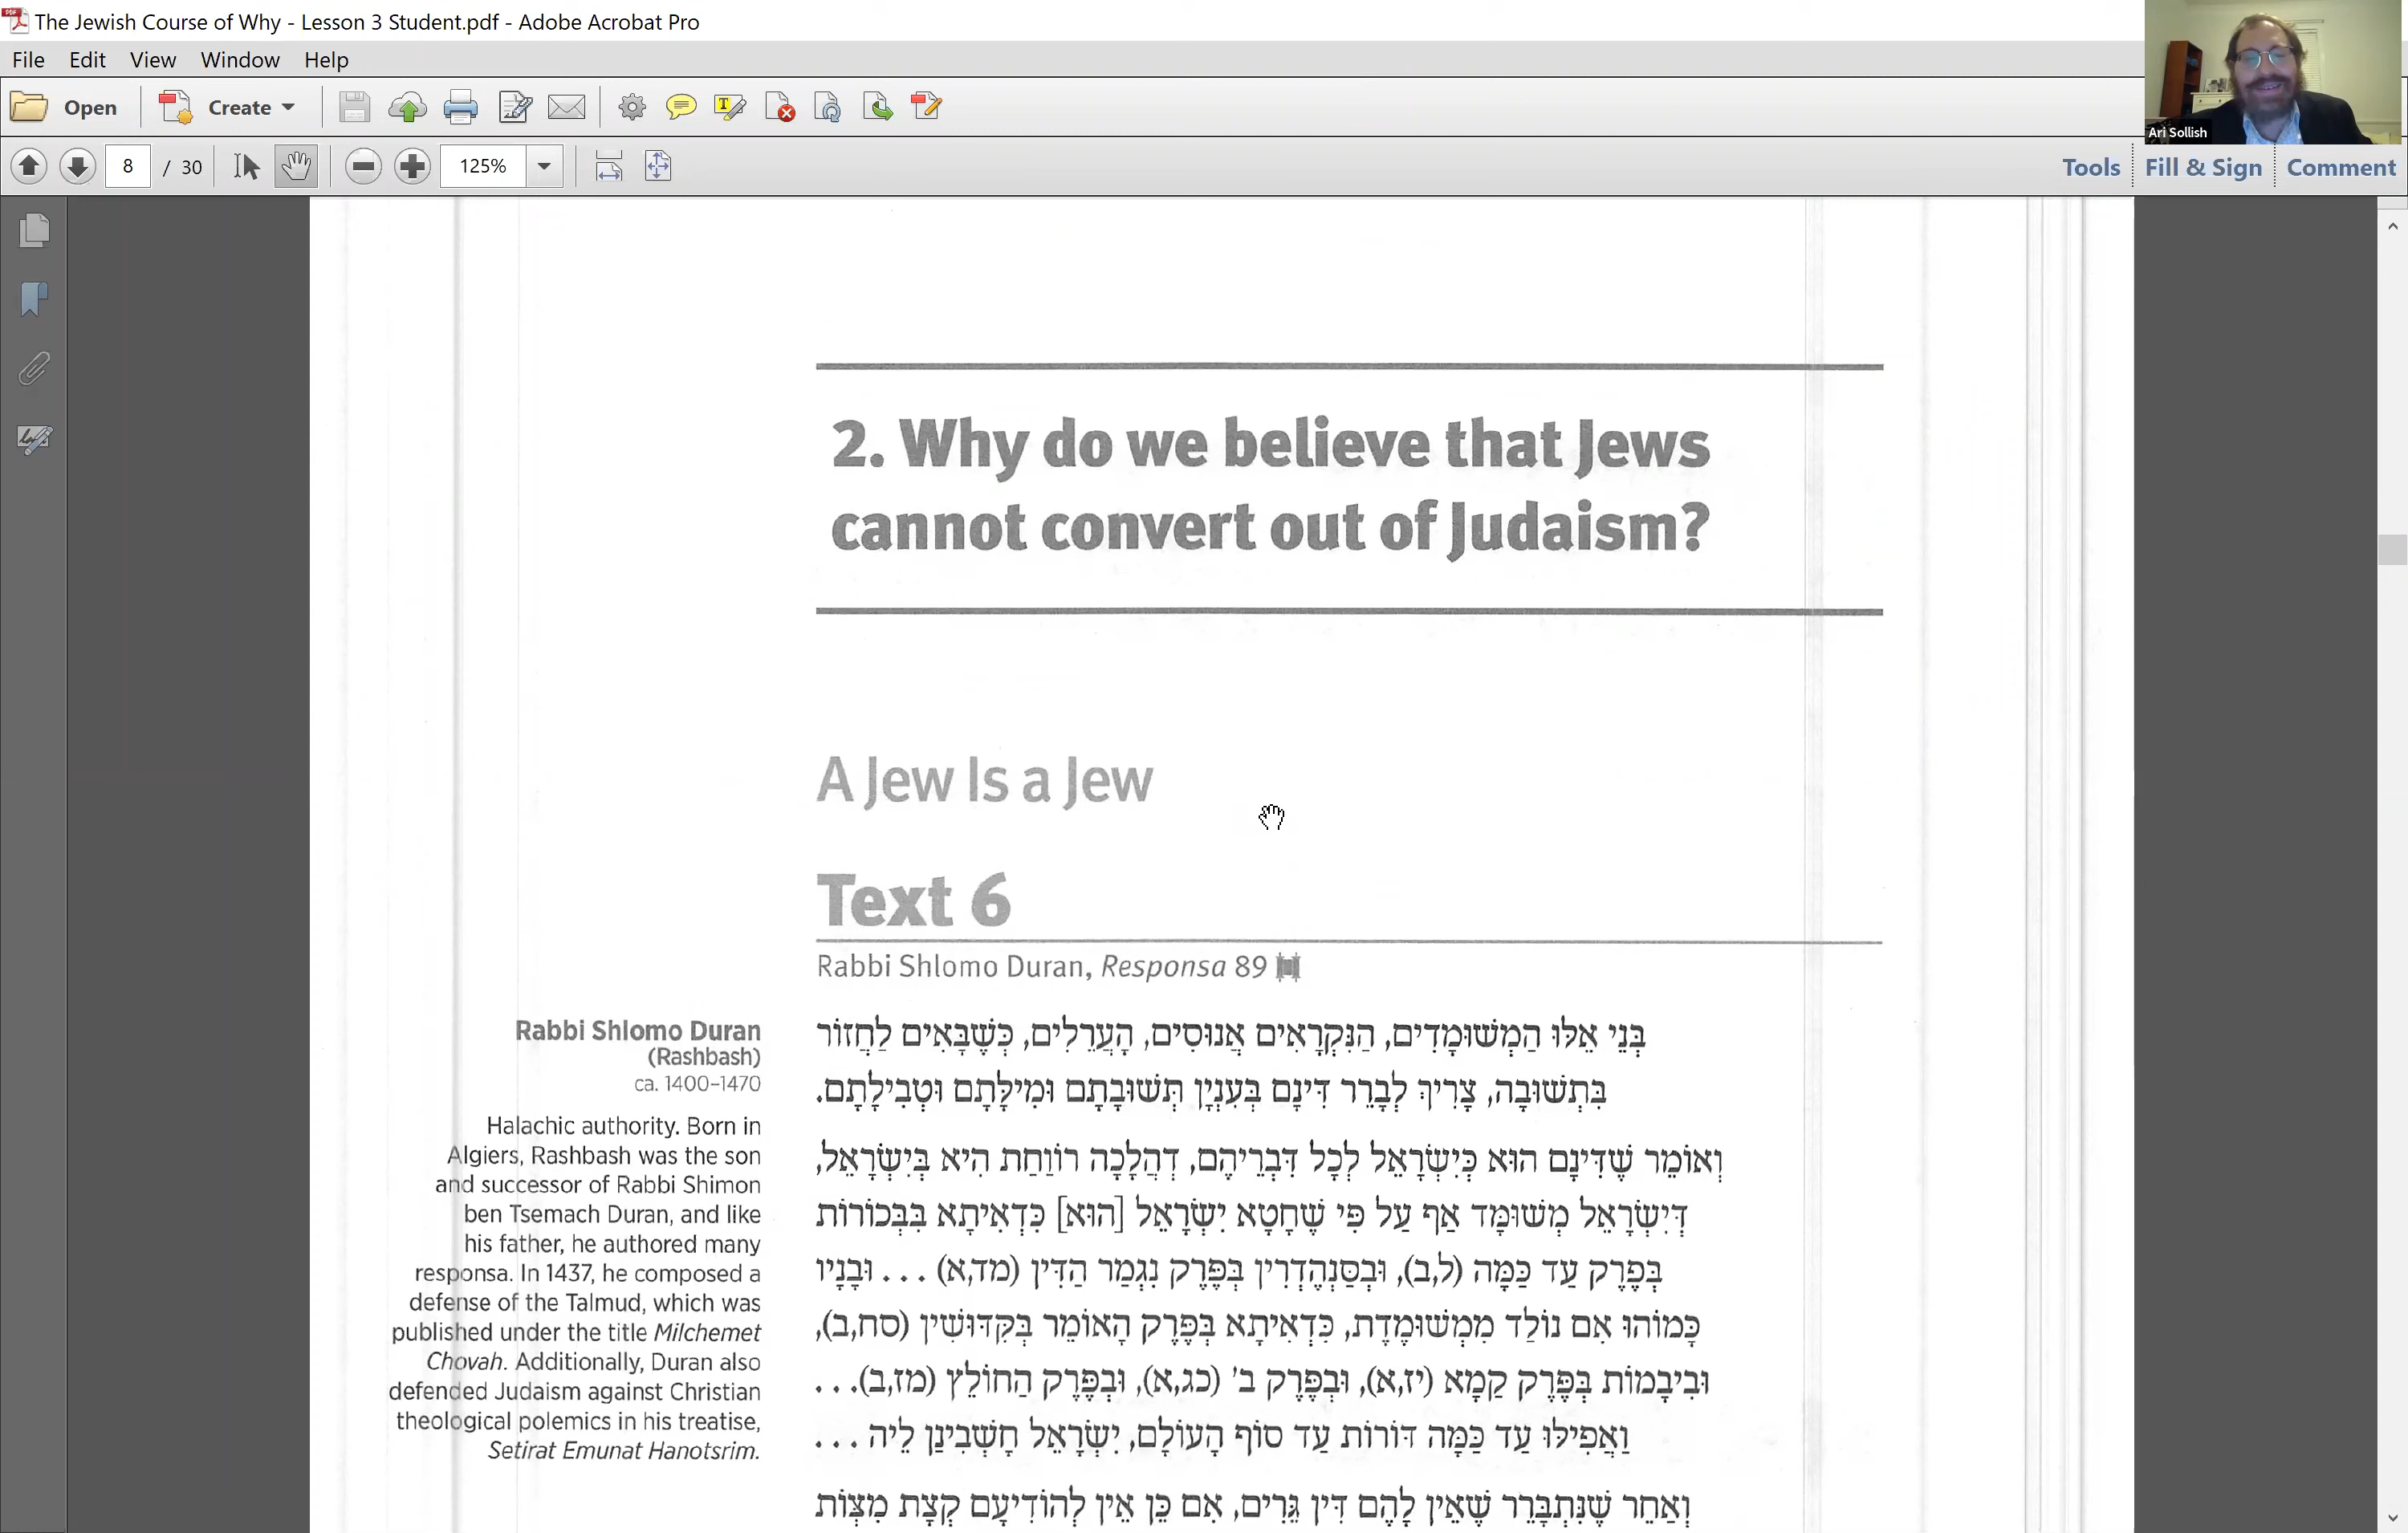 The Jewish Course of Why - Lesson 3 Student.pdf - Adobe Acrobat Pro
File Edit View Window Help
Open Create
Ari Sollish
8 / 30 125% Tools Fill & Sign Comment
2. Why do we believe that Jews
cannot convert out of Judaism?
A Jew Is a Jew
Text 6
Rabbi Shlomo Duran, Responsa 89
Rabbi Shlomo Duran
(Rashbash)
ca. 1400–1470
Halachic authority. Born in
Algiers, Rashbash was the son
and successor of Rabbi Shimon
ben Tsemach Duran, and like
his father, he authored many
responsa. In 1437, he composed a
defense of the Talmud, which was
published under the title Milchemet
Chovah. Additionally, Duran also
defended Judaism against Christian
theological polemics in his treatise,
Setirat Emunat Hanotsrim.
בְּנֵי אֵלּוּ הַמְשׁוּמָדִים, הַנִּקְרָאִים אֲנוּסִים, הָעֲרֵלִים, כְּשֶׁבָּאִים לַחֲזוֹר
בִּתְשׁוּבָה, צָרִיךְ לְבָרֵר דִּינָם בְּעִנְיָן תְּשׁוּבָתָם וּמִילָתָם וּטְבִילָתָם.
וְאוֹמֵר שֶׁדִּינָם הוּא כְּיִשְׂרָאֵל לְכָל דִּבְרֵיהֶם, דְהֲלָכָה רוֹוַחַת הִיא בְּיִשְׂרָאֵל,
דְּיִשְׂרָאֵל מְשׁוּמָד אַף עַל פִּי שֶׁחָטָא יִשְׂרָאֵל [הוּא] כִּדְאִיתָא בִּבְכוֹרוֹת
בְּפֶרֶק עַד כַּמָּה (ל,ב), וּבְסַנְהֶדְרִין בְּפֶרֶק נִגְמַר הַדִּין (מד,א) . . . וּבָנָיו
כָּמוֹהוּ אִם נוֹלַד מִמְּשׁוּמֶדֶת, כִּדְאִיתָא בְּפֶרֶק הָאוֹמֵר בְּקִדּוּשִׁין (סח,ב),
וּבִיבָמוֹת בְּפֶרֶק קַמָּא (יז,א), וּבְפֶרֶק ב' (כג,א), וּבְפֶרֶק הַחוֹלֵץ (מז,ב). . .
וַאֲפִילוּ עַד כַּמָּה דּוֹרוֹת עַד סוֹף הָעוֹלָם, יִשְׂרָאֵל חָשְׁבִינַן לֵיהּ . . .
וְאַחַר שֶׁנִּתְבָּרֵר שֶׁאֵין לָהֶם דִּין גֵּרִים, אִם כֵּן אֵין לְהוֹדִיעָם קְצָת מִצְוֹת